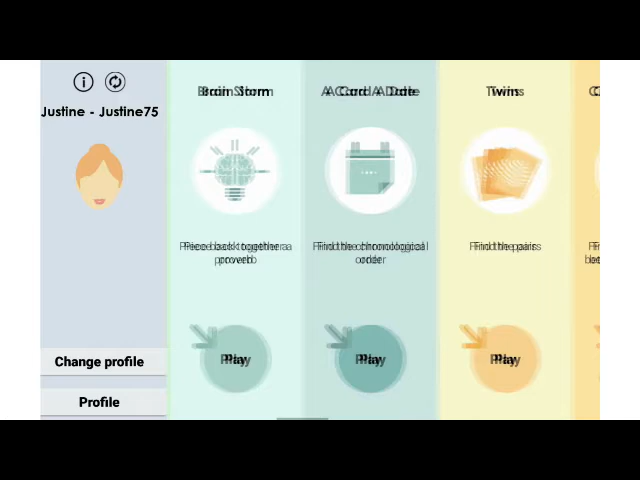 Justine - Justine75
Change profile
Profile
Brain Storm
Piece back together a
proverb
Play
A Card A Date
Find the chronological
order
Play
Twins
Find the pairs
Play